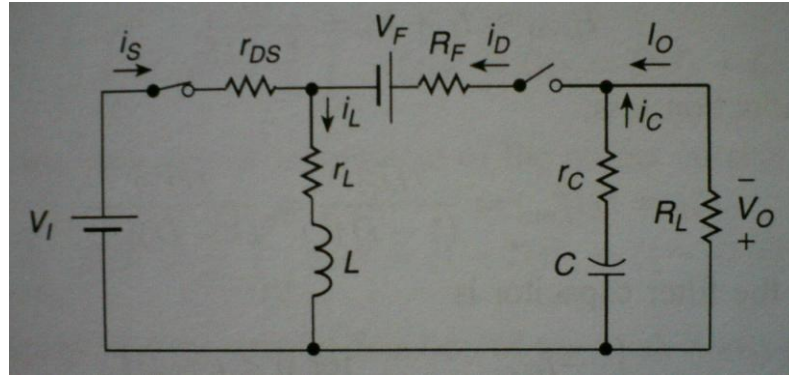 i_S
r_DS
V_F
R_F
i_D
I_O
i_L
i_C
r_L
r_C
R_L
−
V_O
+
V_I
L
C